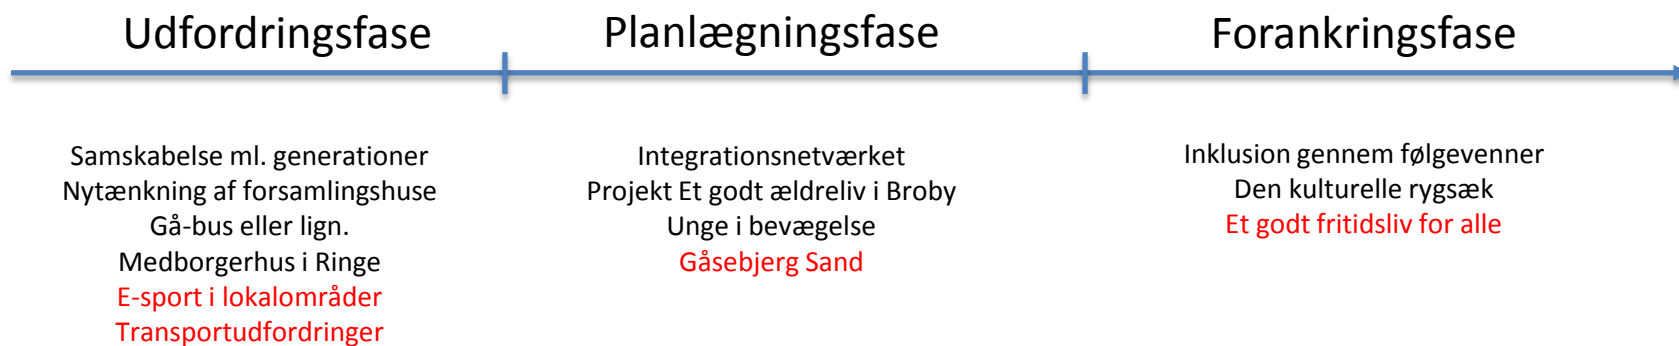 Udfordringsfase
Samskabelse ml. generationer
Nytænkning af forsamlingshuse
Gå-bus eller lign.
Medborgerhus i Ringe
E-sport i lokalområder
Transportudfordringer
Planlægningsfase
Integrationsnetværket
Projekt Et godt ældreliv i Broby
Unge i bevægelse
Gåsebjerg Sand
Forankringsfase
Inklusion gennem følgevenner
Den kulturelle rygsæk
Et godt fritidsliv for alle